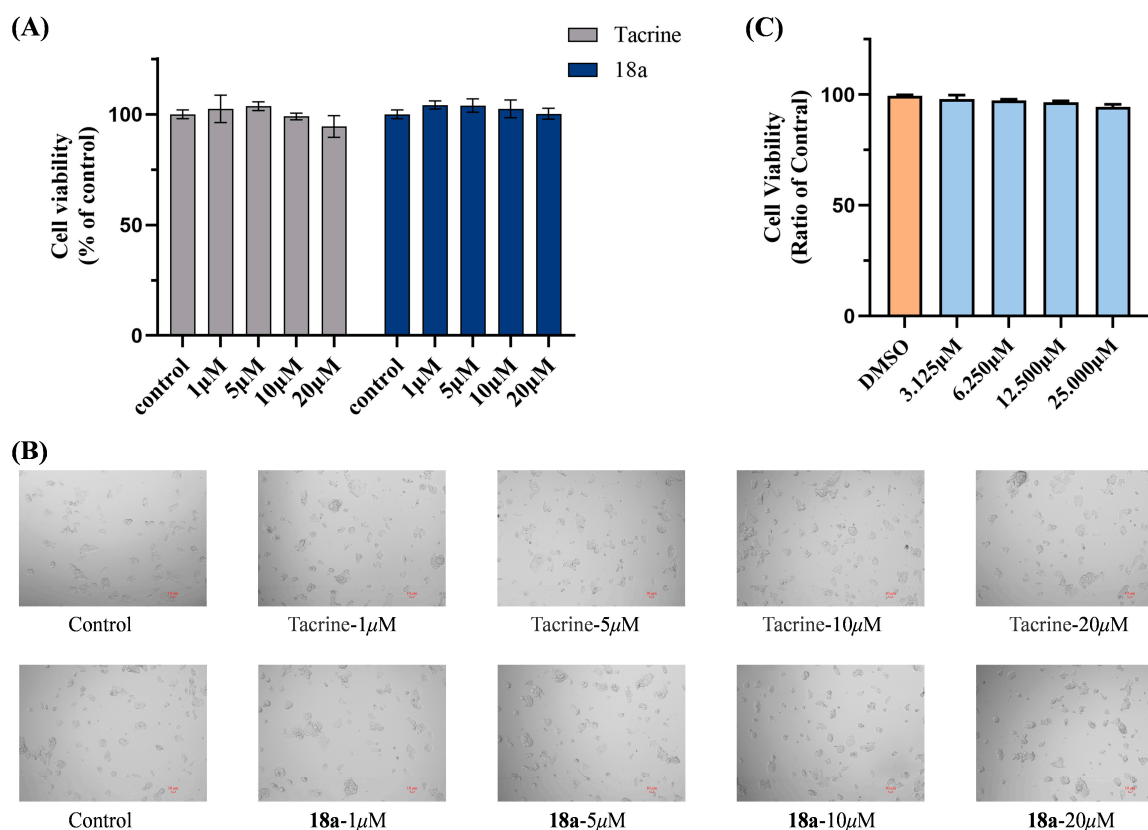 (A)
Tacrine
18a
Cell viability
(% of control)
100
50
0
control
1μM
5μM
10μM
20μM
control
1μM
5μM
10μM
20μM
(C)
Cell Viability
(Ratio of Contral)
100
50
0
DMSO
3.125μM
6.250μM
12.500μM
25.000μM
(B)
Control
Tacrine-1μM
Tacrine-5μM
Tacrine-10μM
Tacrine-20μM
Control
18a-1μM
18a-5μM
18a-10μM
18a-20μM